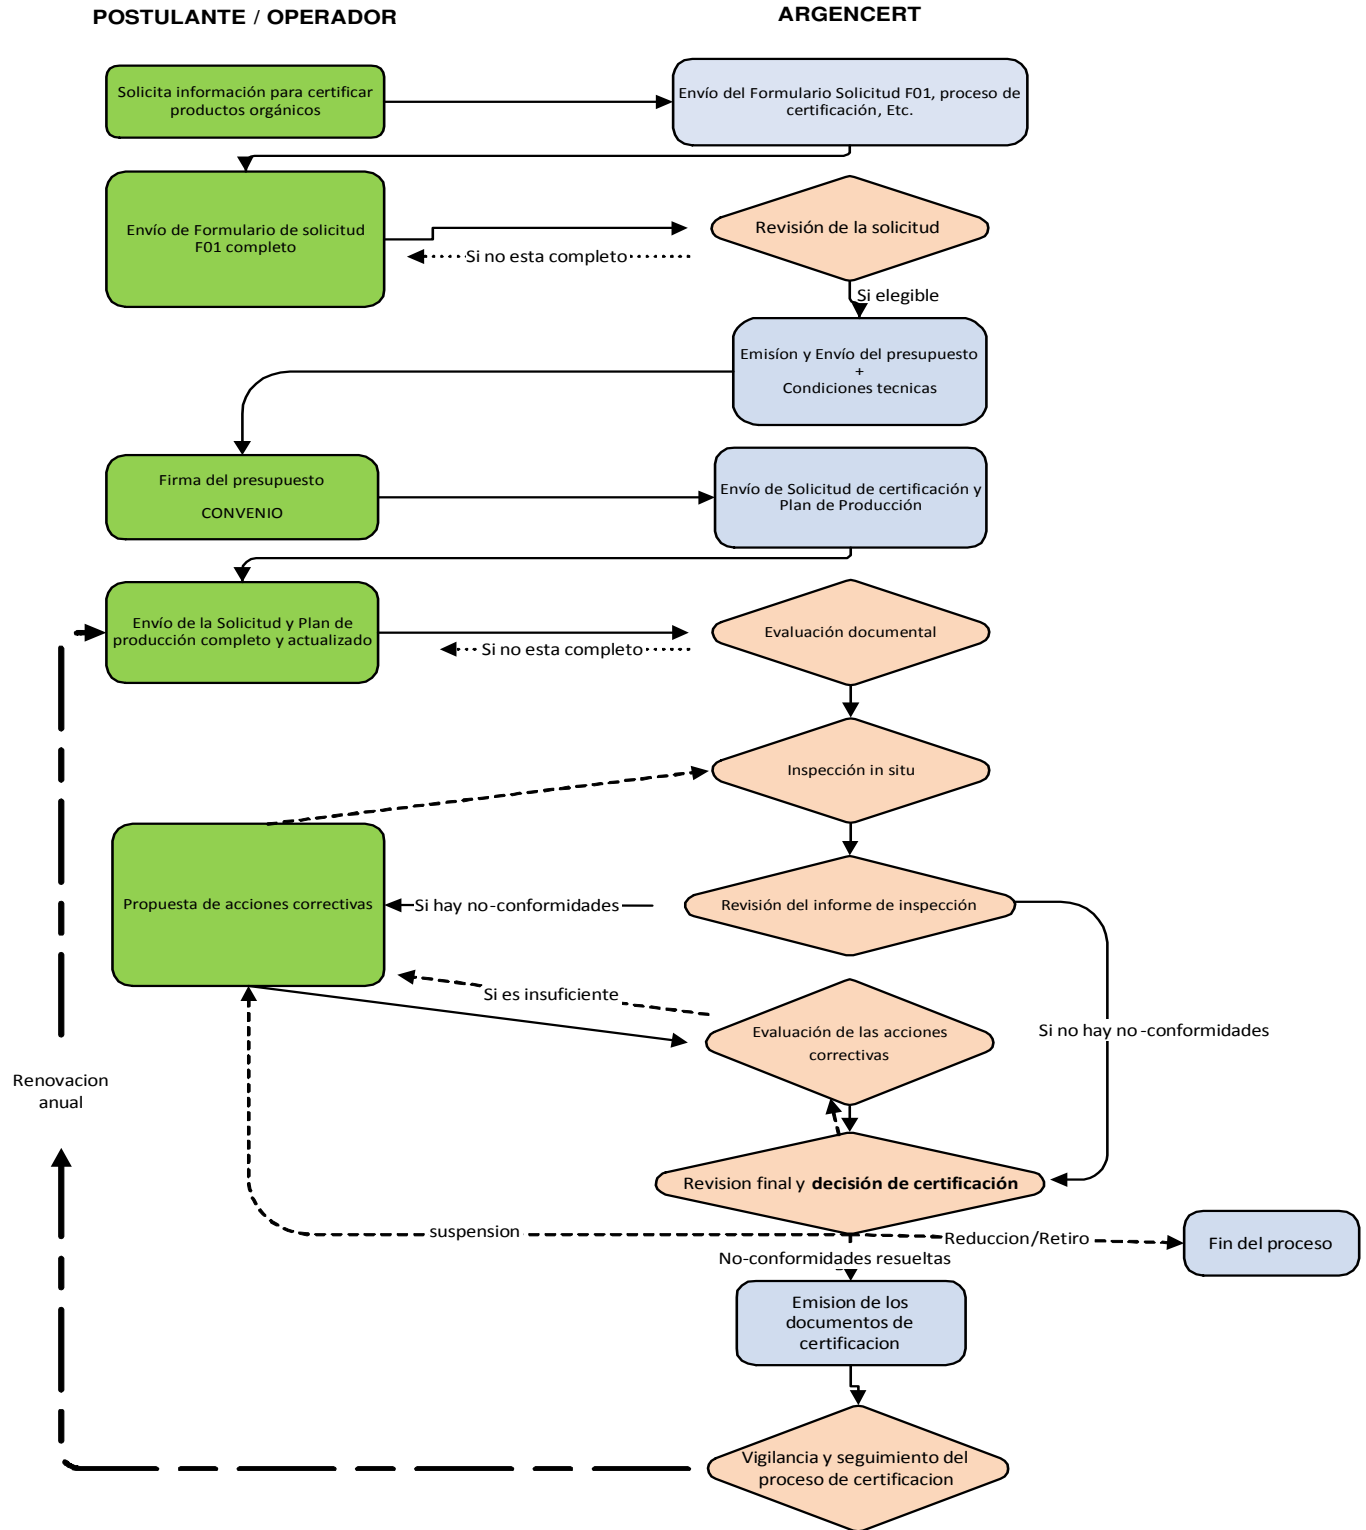 POSTULANTE / OPERADOR
ARGENCERT
Solicita información para certificar
productos orgánicos
Envío del Formulario Solicitud F01, proceso de
certificación, Etc.
Envío de Formulario de solicitud
F01 completo
Revisión de la solicitud
Si no esta completo
Si elegible
Emisíon y Envío del presupuesto
+
Condiciones tecnicas
Firma del presupuesto
CONVENIO
Envío de Solicitud de certificación y
Plan de Producción
Envío de la Solicitud y Plan de
producción completo y actualizado
Evaluación documental
Si no esta completo
Inspección in situ
Propuesta de acciones correctivas
Si hay no-conformidades
Revisión del informe de inspección
Si es insuficiente
Evaluación de las acciones
correctivas
Si no hay no-conformidades
Renovacion
anual
Revision final y decisión de certificación
suspension
Reduccion/Retiro
Fin del proceso
No-conformidades resueltas
Emision de los
documentos de
certificacion
Vigilancia y seguimiento del
proceso de certificacion